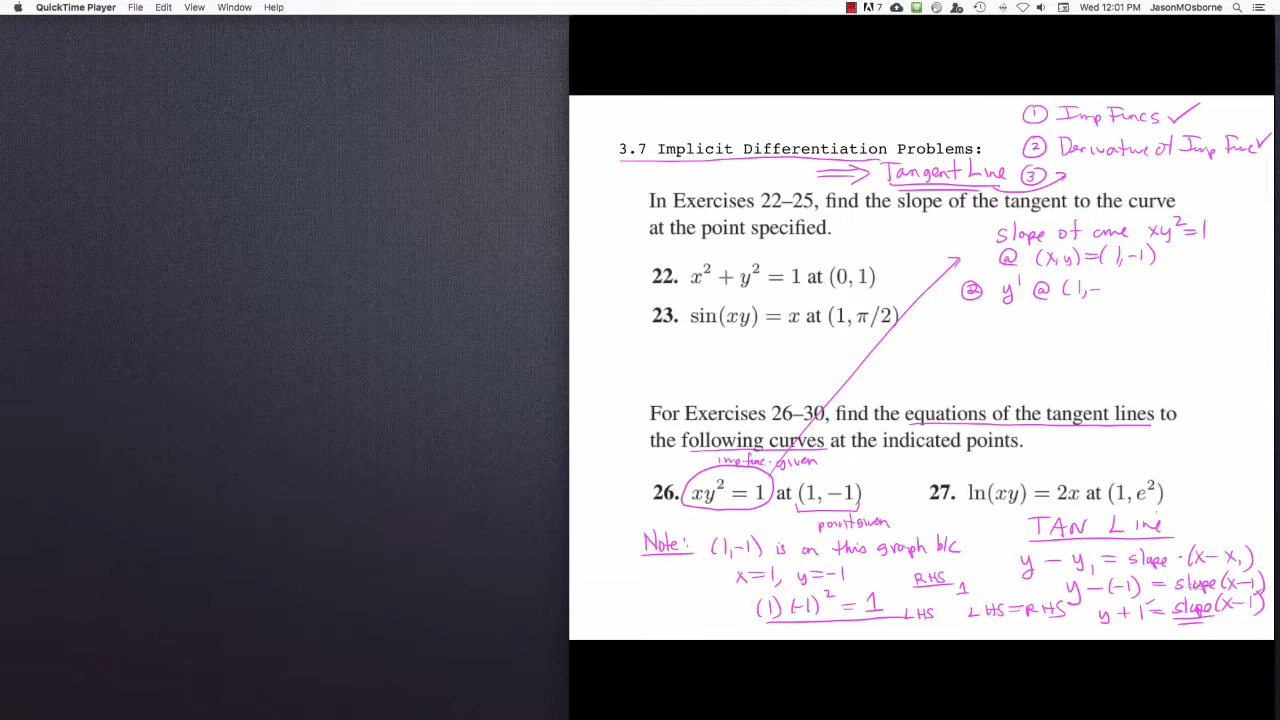 QuickTime Player File Edit View Window Help 7 Wed 12:01 PM JasonMOsborne
① Imp Funcs ✓
3.7 Implicit Differentiation Problems:
② Derivative of Imp Func ✓
⟹ Tangent Line ③
In Exercises 22–25, find the slope of the tangent to the curve
at the point specified.
slope of curve xy² = 1
@ (x,y)=(1,-1)
22. x² + y² = 1 at (0, 1)
② y' @ (1,-
23. sin(xy) = x at (1, π/2)
For Exercises 26–30, find the equations of the tangent lines to
the following curves at the indicated points.
imp. func. given
26. xy² = 1 at (1, −1)
27. ln(xy) = 2x at (1, e²)
point given
TAN Line
Note: (1,-1) is on this graph b/c
y - y₁ = slope · (x - x₁)
x=1, y=-1
RHS
1
y - (-1) = slope(x-1)
(1) (-1)² = 1
LHS
LHS = RHS
y + 1 = slope(x-1)